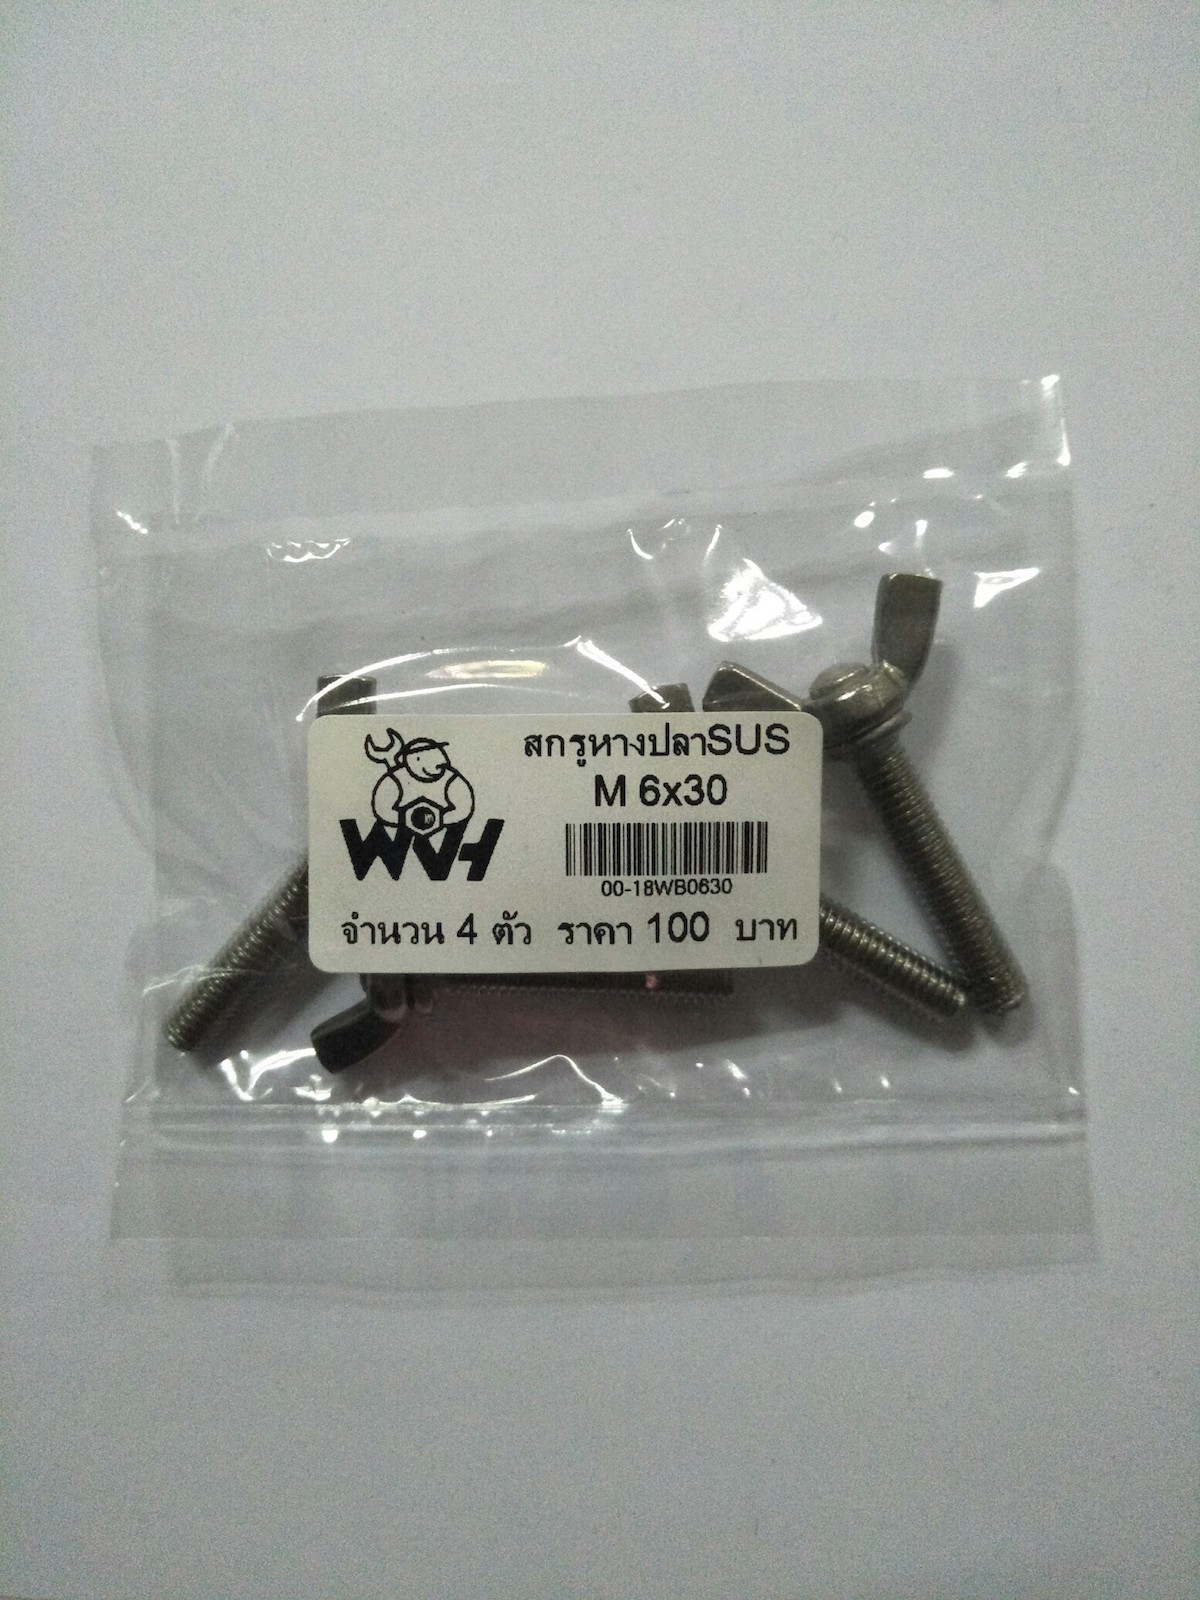 สกรูหางปลาSUS
M 6x30
WVH
00-18WB0630
จำนวน 4 ตัว ราคา 100 บาท